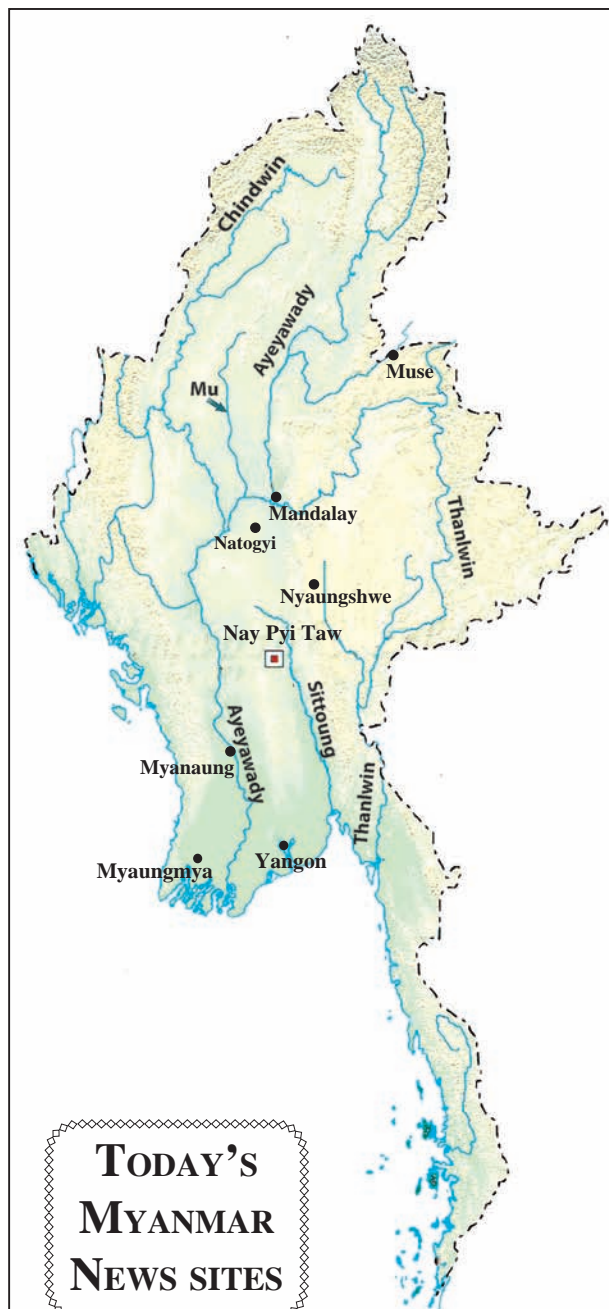 Chindwin
Ayeyawady
Muse
Mu
Mandalay
Thanlwin
Natogyi
Nyaungshwe
Nay Pyi Taw
Sittoung
Ayeyawady
Myanaung
Thanlwin
Yangon
Myaungmya
TODAY'S
MYANMAR
NEWS SITES